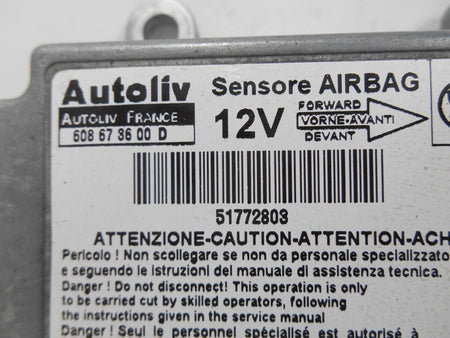 Autoliv Sensore AIRBAG
AUTOLIV FRANCE
608 67 36 00 D
12V
FORWARD
VORNE-AVANTI
DEVANT
51772803
ATTENZIONE-CAUTION-ATTENTION-ACH
Pericolo ! Non scollegare se non da personale specializzato
e seguendo le istruzioni del manuale di assistenza tecnica.
Danger ! Do not disconnect! This operation is only
to be carried cut by skilled operators, following
the instructions given in the service manual
Danger ! Seul le personnel spécialisé est autorisé à